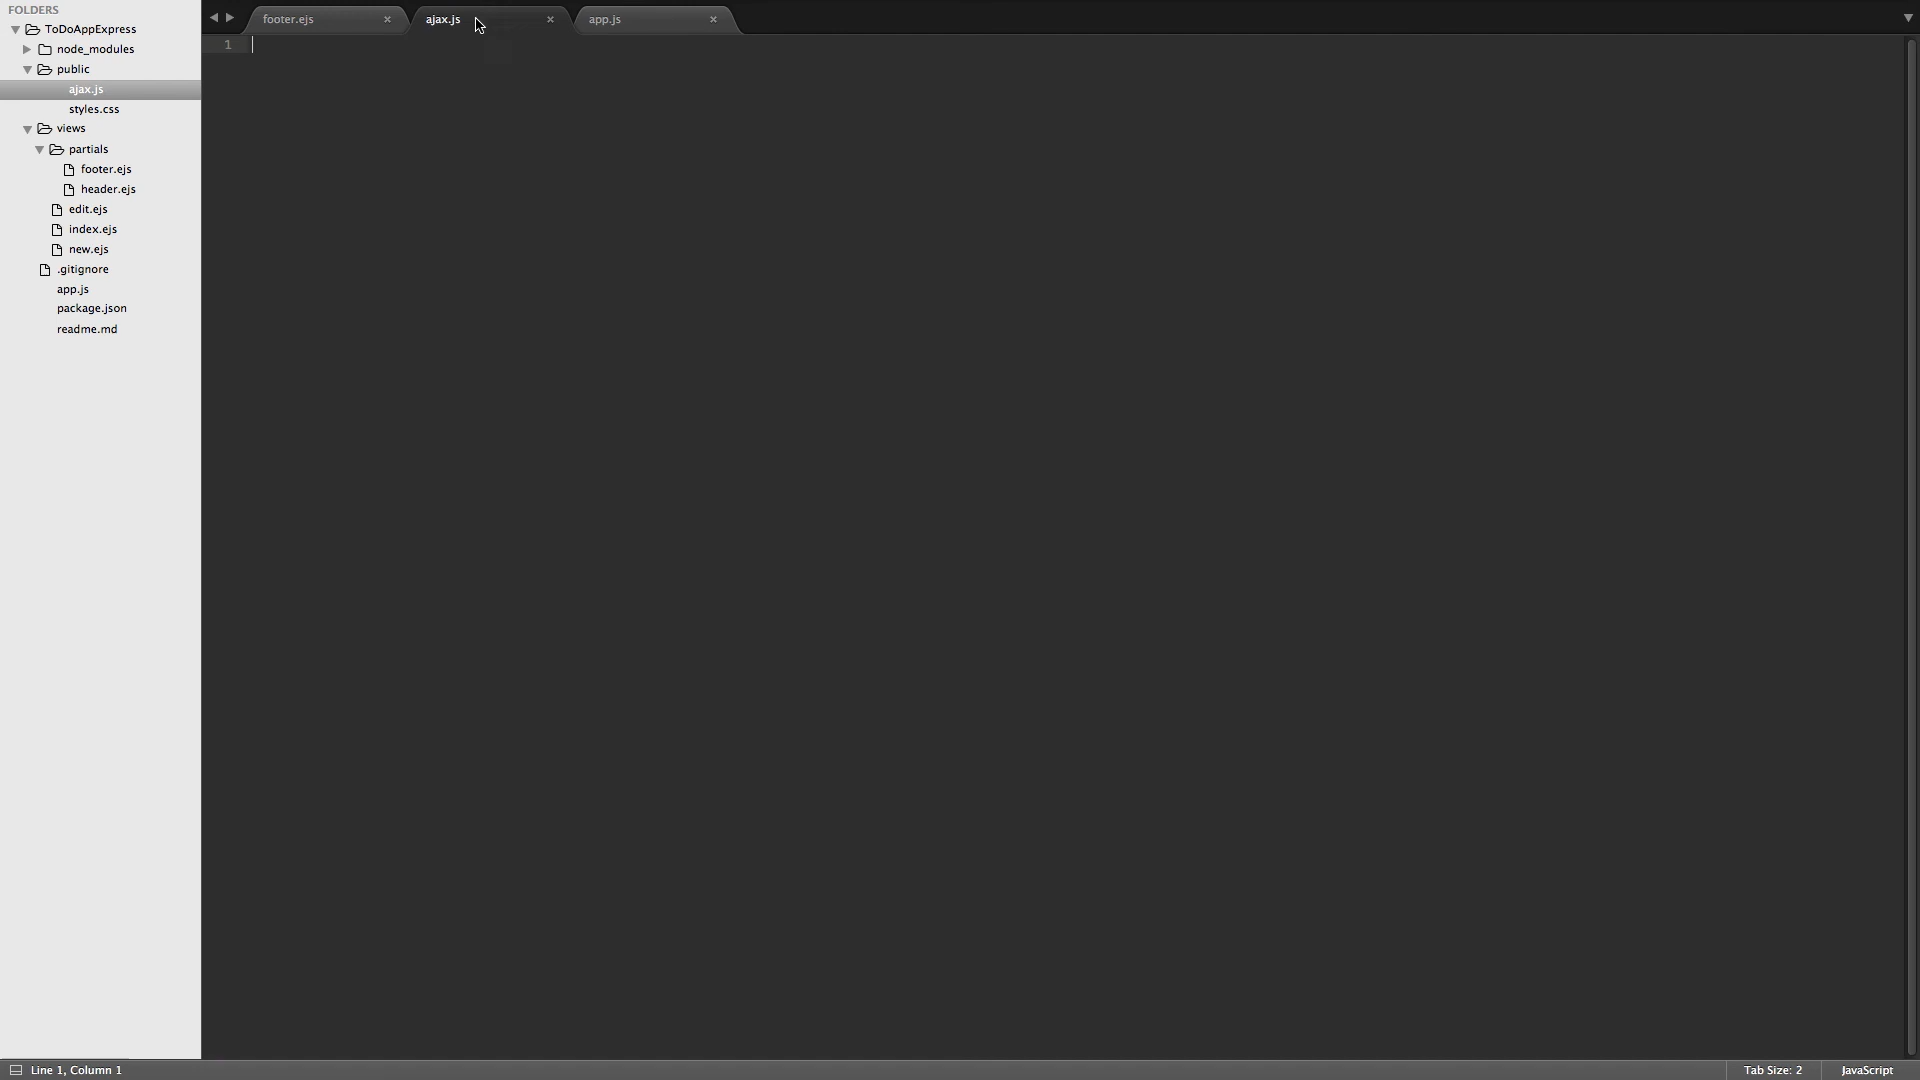 FOLDERS
ToDoAppExpress
node_modules
public
ajax.js
styles.css
views
partials
footer.ejs
header.ejs
edit.ejs
index.ejs
new.ejs
.gitignore
app.js
package.json
readme.md
footer.ejs
ajax.js
app.js
1
Line 1, Column 1
Tab Size: 2
JavaScript